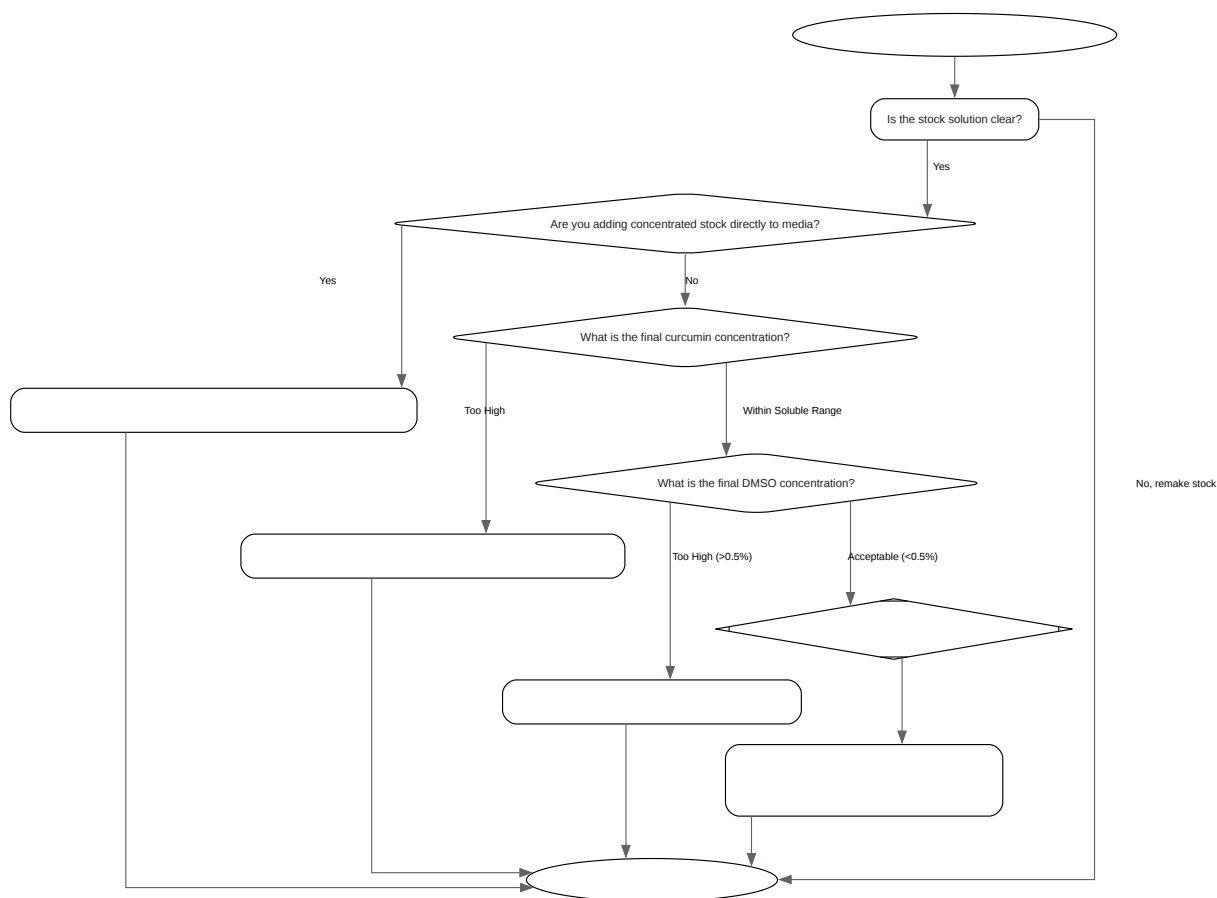 Is the stock solution clear?
Yes
Are you adding concentrated stock directly to media?
Yes
No
What is the final curcumin concentration?
Too High
Within Soluble Range
What is the final DMSO concentration?
No, remake stock
Too High (>0.5%)
Acceptable (<0.5%)